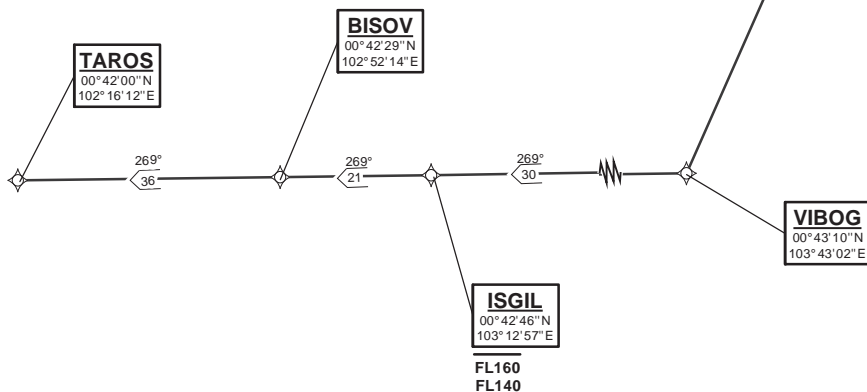 BISOV
00°42'29"N
102°52'14"E
TAROS
00°42'00"N
102°16'12"E
269°
36
269°
21
269°
30
VIBOG
00°43'10"N
103°43'02"E
ISGIL
00°42'46"N
103°12'57"E
FL160
FL140